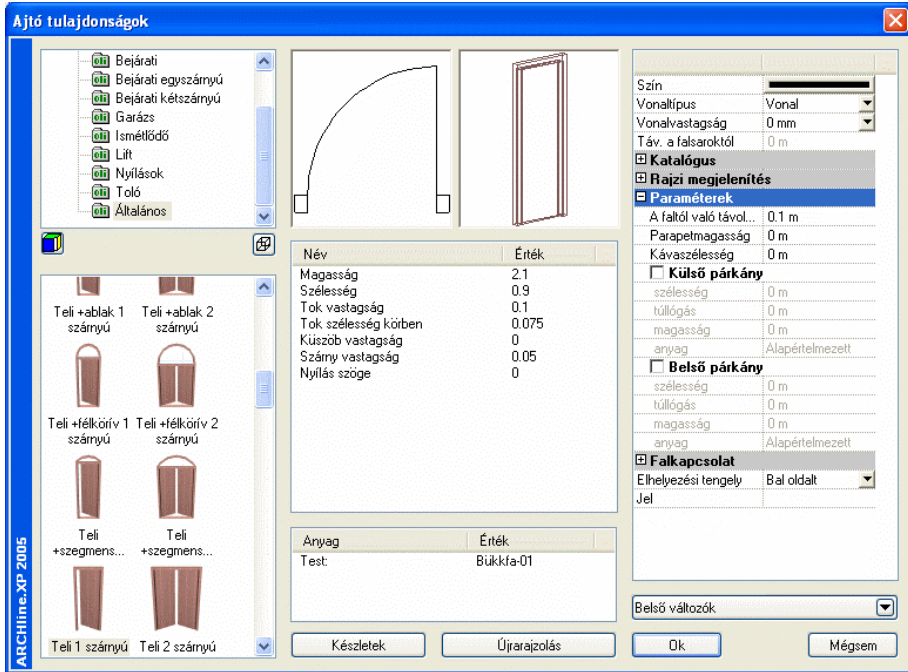 Ajtó tulajdonságok
ARCHline.XP 2005
Bejárati
Bejárati egyszárnyú
Bejárati kétszárnyú
Garázs
Ismétlődő
Lift
Nyílások
Toló
Általános
Teli +ablak 1 szárnyú
Teli +ablak 2 szárnyú
Teli +félkörív 1 szárnyú
Teli +félkörív 2 szárnyú
Teli +szegmens...
Teli +szegmens...
Teli 1 szárnyú
Teli 2 szárnyú
Név Érték
Magasság 2.1
Szélesség 0.9
Tok vastagság 0.1
Tok szélesség körben 0.075
Küszöb vastagság 0
Szárny vastagság 0.05
Nyílás szöge 0
Anyag Érték
Test: Bükkfa-01
Készletek
Újrarajzolás
Szín
Vonaltípus Vonal
Vonalvastagság 0 mm
Táv. a falsaroktól 0 m
Katalógus
Rajzi megjelenítés
Paraméterek
A faltól való távol... 0.1 m
Parapetmagasság 0 m
Kávaszélesség 0 m
Külső párkány
szélesség 0 m
túllógás 0 m
magasság 0 m
anyag Alapértelmezett
Belső párkány
szélesség 0 m
túllógás 0 m
magasság 0 m
anyag Alapértelmezett
Falkapcsolat
Elhelyezési tengely Bal oldalt
Jel
Belső változók
Ok
Mégsem